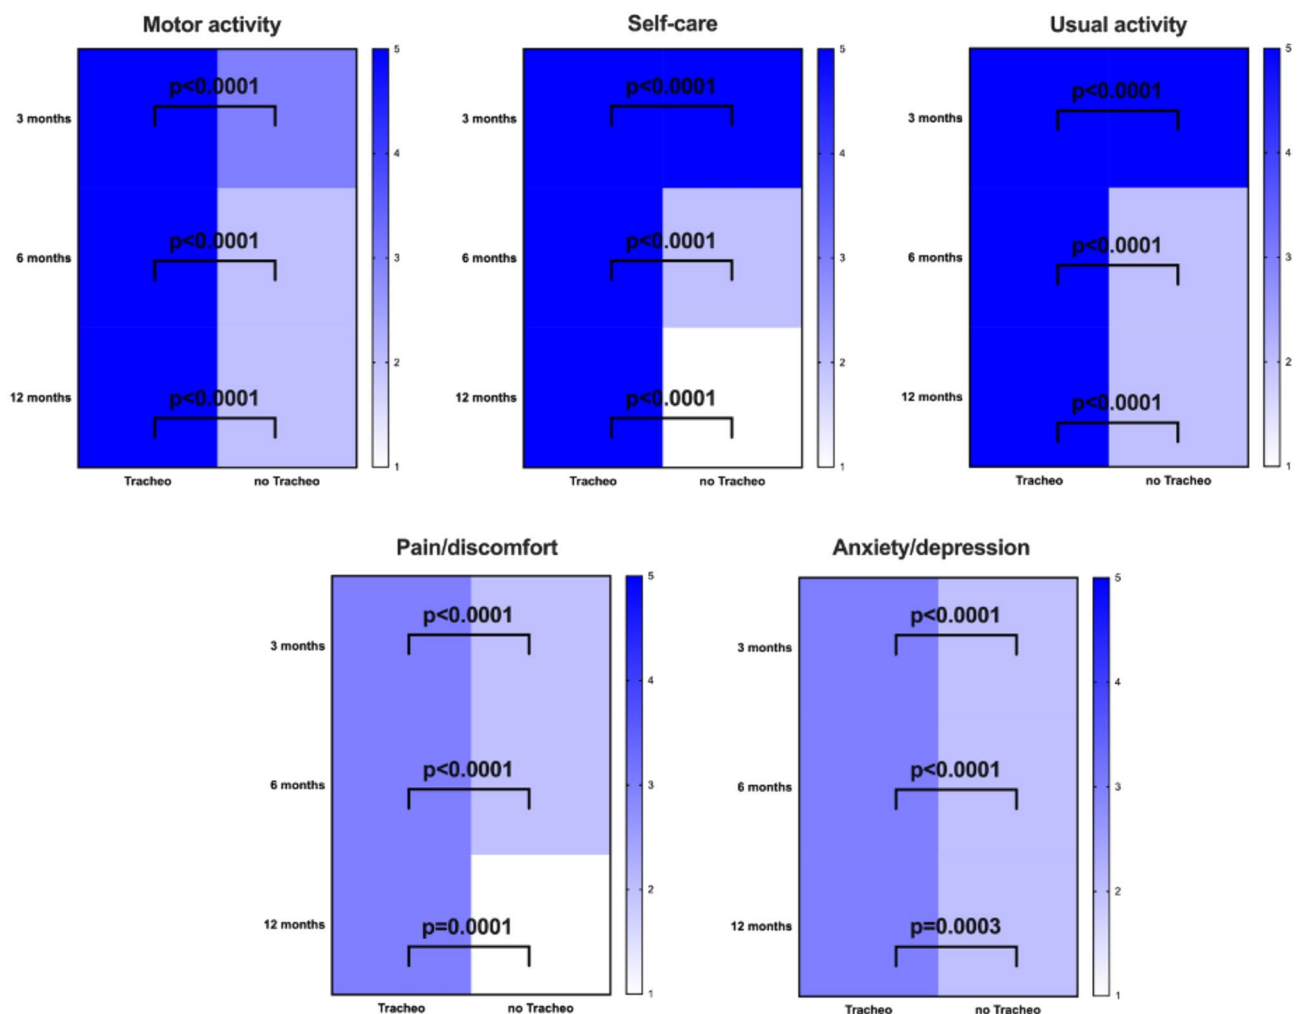 Motor activity
5
p<0.0001
3 months
4
p<0.0001
6 months
3
2
p<0.0001
12 months
1
Tracheo no Tracheo
Self-care
5
p<0.0001
3 months
4
p<0.0001
6 months
3
2
p<0.0001
12 months
1
Tracheo no Tracheo
Usual activity
5
p<0.0001
3 months
4
p<0.0001
6 months
3
2
p<0.0001
12 months
1
Tracheo no Tracheo
Pain/discomfort
5
p<0.0001
3 months
4
p<0.0001
6 months
3
2
p=0.0001
12 months
1
Tracheo no Tracheo
Anxiety/depression
5
p<0.0001
3 months
4
p<0.0001
6 months
3
2
p=0.0003
12 months
1
Tracheo no Tracheo